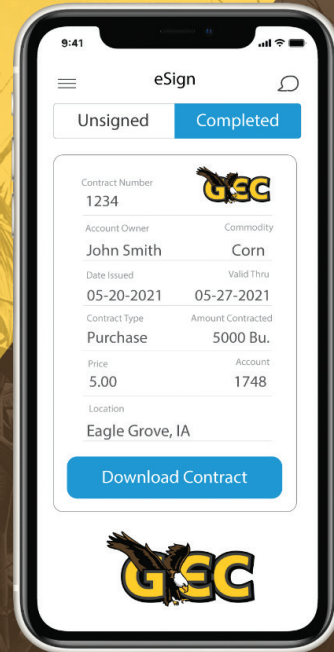 9:41
eSign
Unsigned Completed
Contract Number
1234
GEC
Account Owner Commodity
John Smith Corn
Date Issued Valid Thru
05-20-2021 05-27-2021
Contract Type Amount Contracted
Purchase 5000 Bu.
Price Account
5.00 1748
Location
Eagle Grove, IA
Download Contract
GEC